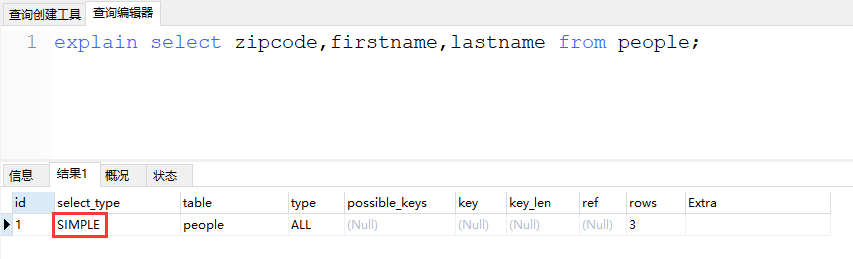 查询创建工具 查询编辑器
1 explain select zipcode,firstname,lastname from people;
信息 结果1 概况 状态
id select_type table type possible_keys key key_len ref rows Extra
1 SIMPLE people ALL (Null) (Null) (Null) (Null) 3